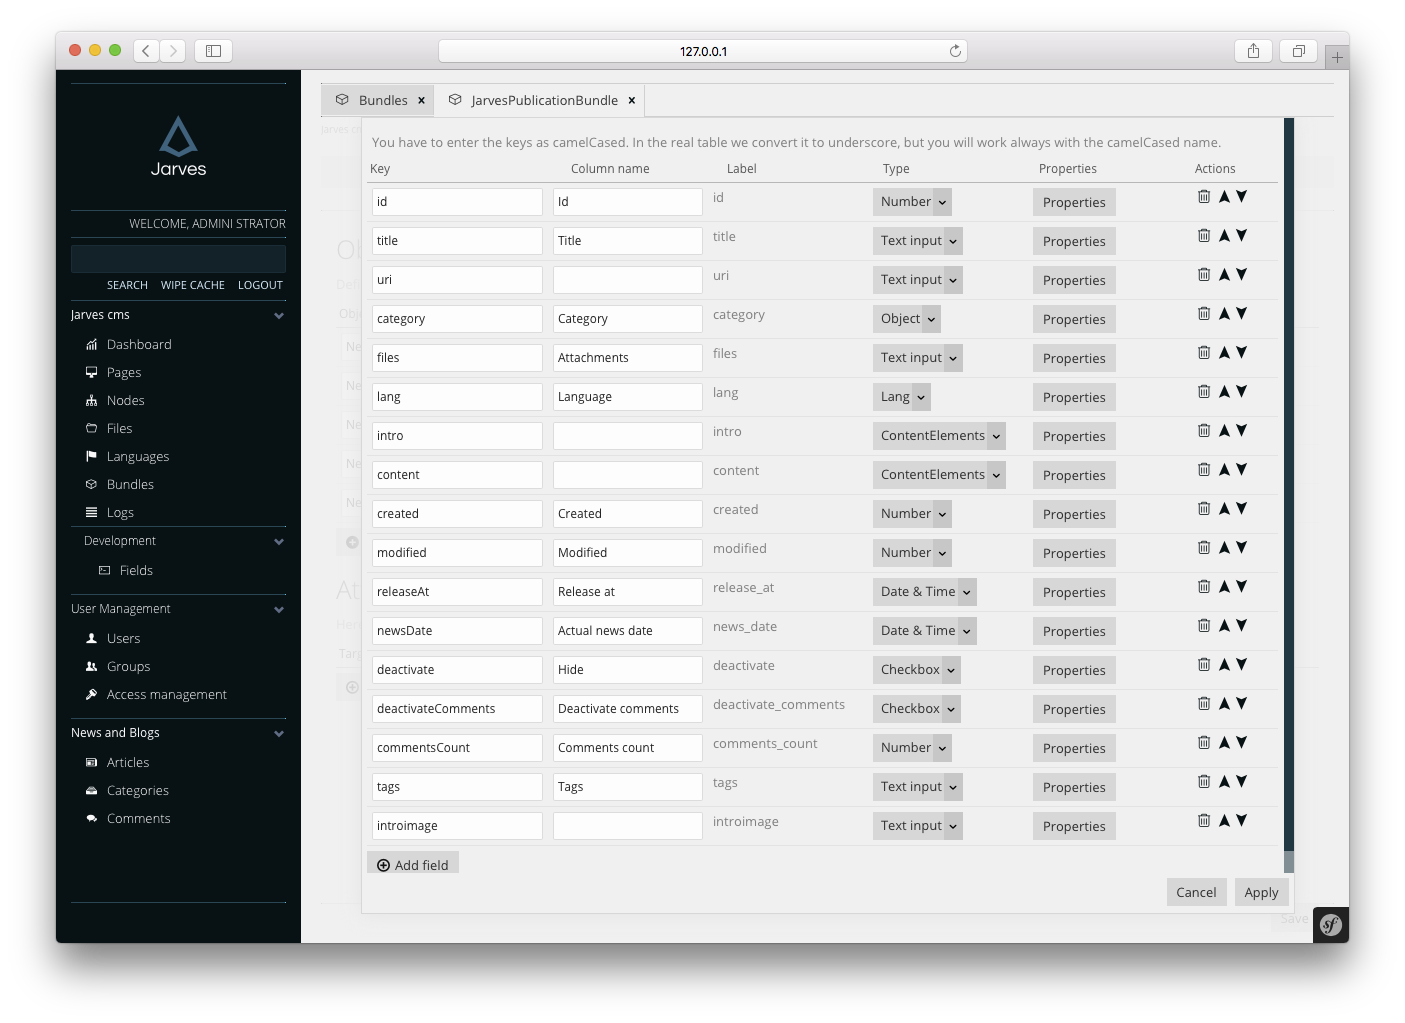 127.0.0.1
Jarves
WELCOME, ADMINI STRATOR
SEARCH WIPE CACHE LOGOUT
Jarves cms
Dashboard
Pages
Nodes
Files
Languages
Bundles
Logs
Development
Fields
User Management
Users
Groups
Access management
News and Blogs
Articles
Categories
Comments
Bundles x JarvesPublicationBundle x
You have to enter the keys as camelCased. In the real table we convert it to underscore, but you will work always with the camelCased name.
Key Column name Label Type Properties Actions
id Id id Number Properties
title Title title Text input Properties
uri uri Text input Properties
category Category category Object Properties
files Attachments files Text input Properties
lang Language lang Lang Properties
intro intro ContentElements Properties
content content ContentElements Properties
created Created created Number Properties
modified Modified modified Number Properties
releaseAt Release at release_at Date & Time Properties
newsDate Actual news date news_date Date & Time Properties
deactivate Hide deactivate Checkbox Properties
deactivateComments Deactivate comments deactivate_comments Checkbox Properties
commentsCount Comments count comments_count Number Properties
tags Tags tags Text input Properties
introimage introimage Text input Properties
Add field
Cancel Apply
Save
sf